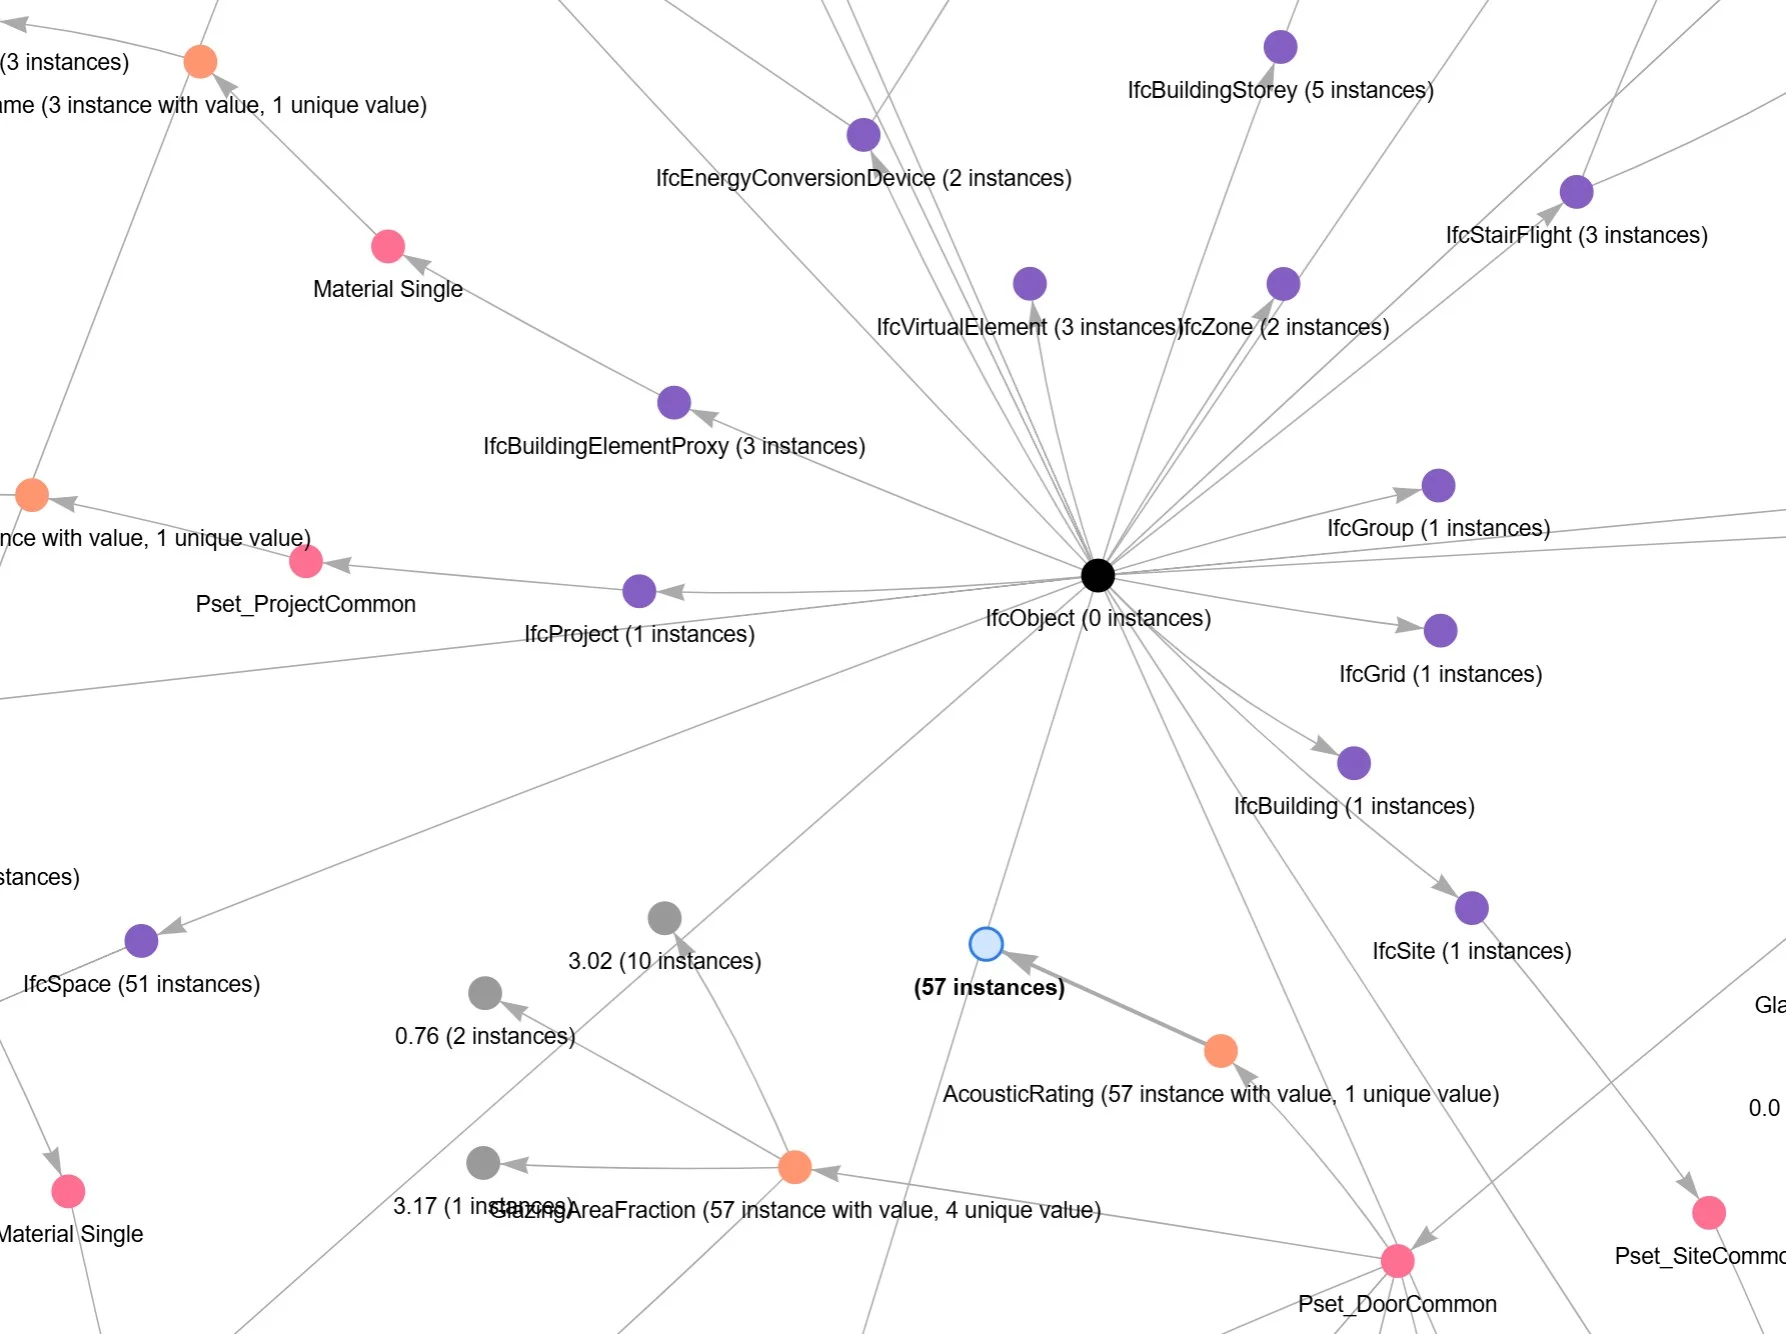 (3 instances)
ame (3 instance with value, 1 unique value)
IfcBuildingStorey (5 instances)
IfcEnergyConversionDevice (2 instances)
IfcStairFlight (3 instances)
Material Single
IfcVirtualElement (3 instances)
IfcZone (2 instances)
IfcBuildingElementProxy (3 instances)
nce with value, 1 unique value)
IfcGroup (1 instances)
Pset_ProjectCommon
IfcProject (1 instances)
IfcObject (0 instances)
IfcGrid (1 instances)
IfcBuilding (1 instances)
stances)
IfcSpace (51 instances)
3.02 (10 instances)
(57 instances)
IfcSite (1 instances)
0.76 (2 instances)
Gla
AcousticRating (57 instance with value, 1 unique value)
0.0
3.17 (1 instances)
GlazingAreaFraction (57 instance with value, 4 unique value)
Material Single
Pset_SiteCommo
Pset_DoorCommon